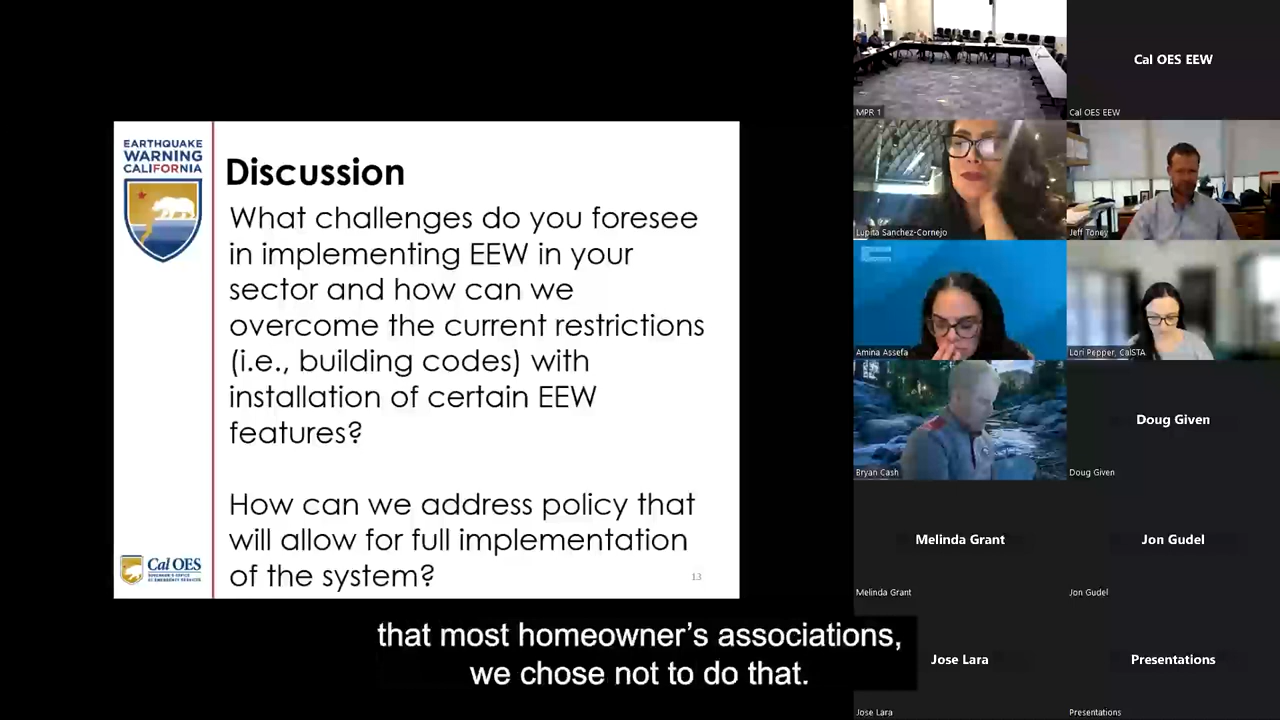 EARTHQUAKE
WARNING
CALIFORNIA
Discussion
What challenges do you foresee
in implementing EEW in your
sector and how can we
overcome the current restrictions
(i.e., building codes) with
installation of certain EEW
features?
How can we address policy that
will allow for full implementation
of the system?
Cal OES
GOVERNOR'S OFFICE
OF EMERGENCY SERVICES
13
that most homeowner’s associations,
we chose not to do that.
MPR 1
Cal OES EEW
Cal OES EEW
Lupita Sanchez-Cornejo
Jeff Toney
Amina Assefa
Lori Pepper, CalSTA
Bryan Cash
Doug Given
Doug Given
Melinda Grant
Melinda Grant
Jon Gudel
Jon Gudel
Jose Lara
Jose Lara
Presentations
Presentations